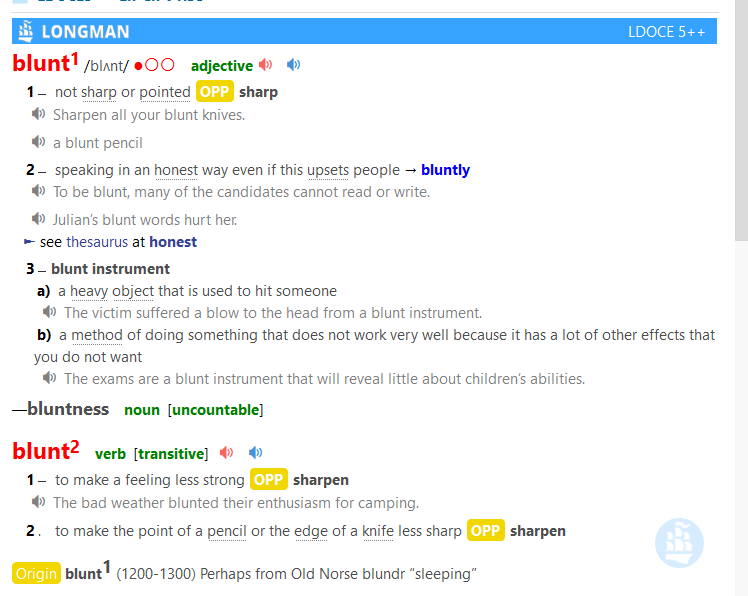 LONGMAN LDOCE 5++
blunt1 /blʌnt/ ●○○ adjective
1 – not sharp or pointed OPP sharp
Sharpen all your blunt knives.
a blunt pencil
2 – speaking in an honest way even if this upsets people → bluntly
To be blunt, many of the candidates cannot read or write.
Julian’s blunt words hurt her.
► see thesaurus at honest
3 – blunt instrument
a) a heavy object that is used to hit someone
The victim suffered a blow to the head from a blunt instrument.
b) a method of doing something that does not work very well because it has a lot of other effects that
you do not want
The exams are a blunt instrument that will reveal little about children’s abilities.
—bluntness noun [uncountable]
blunt2 verb [transitive]
1 – to make a feeling less strong OPP sharpen
The bad weather blunted their enthusiasm for camping.
2 . to make the point of a pencil or the edge of a knife less sharp OPP sharpen
Origin blunt1 (1200-1300) Perhaps from Old Norse blundr “sleeping”